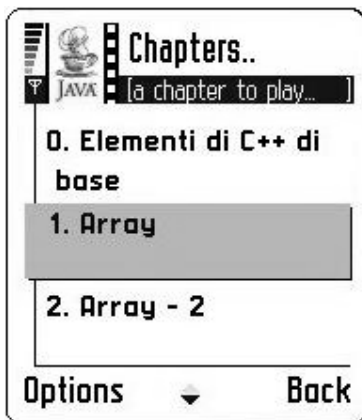 Chapters..
JAVA
[a chapter to play... ]
0. Elementi di C++ di
base
1. Array
2. Array - 2
Options Back